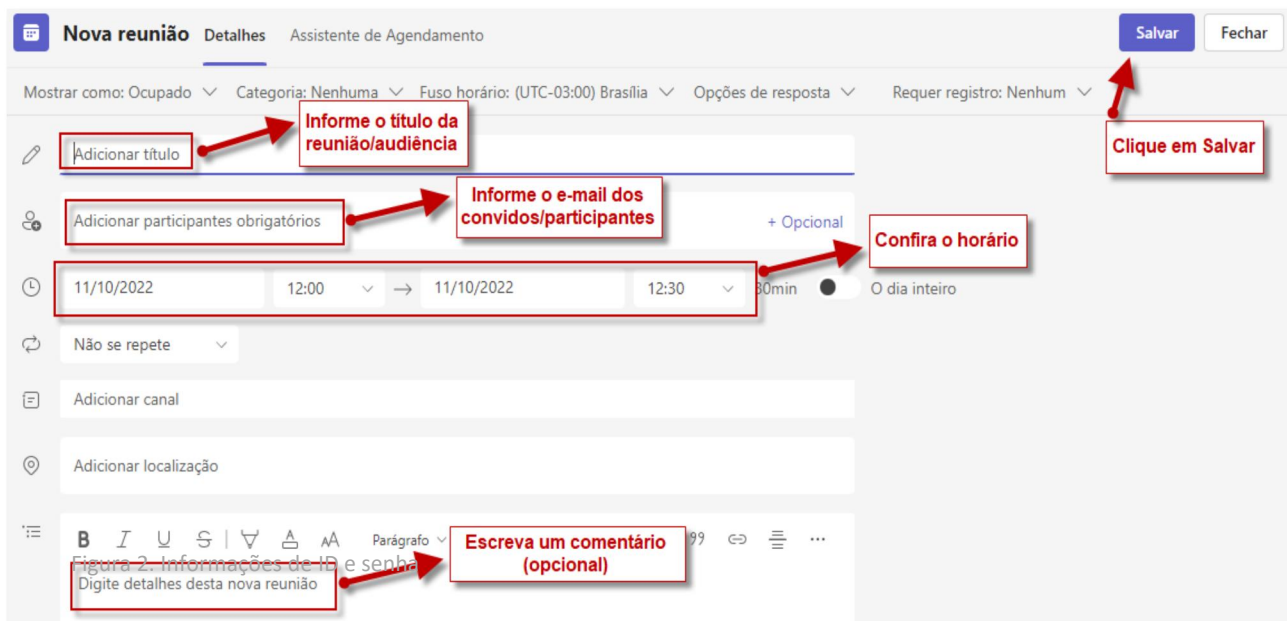 Nova reunião Detalhes Assistente de Agendamento Salvar Fechar
Mostrar como: Ocupado Categoria: Nenhuma Fuso horário: (UTC-03:00) Brasília Opções de resposta Requer registro: Nenhum
Informe o título da
reunião/audiência
Clique em Salvar
Adicionar título
Informe o e-mail dos
convidos/participantes
Adicionar participantes obrigatórios + Opcional
Confira o horário
11/10/2022 12:00 → 11/10/2022 12:30 30min O dia inteiro
Não se repete
Adicionar canal
Adicionar localização
B I U S A AA Parágrafo 99 ...
Escreva um comentário
(opcional)
Figura 2. Informações de ID e senha
Digite detalhes desta nova reunião